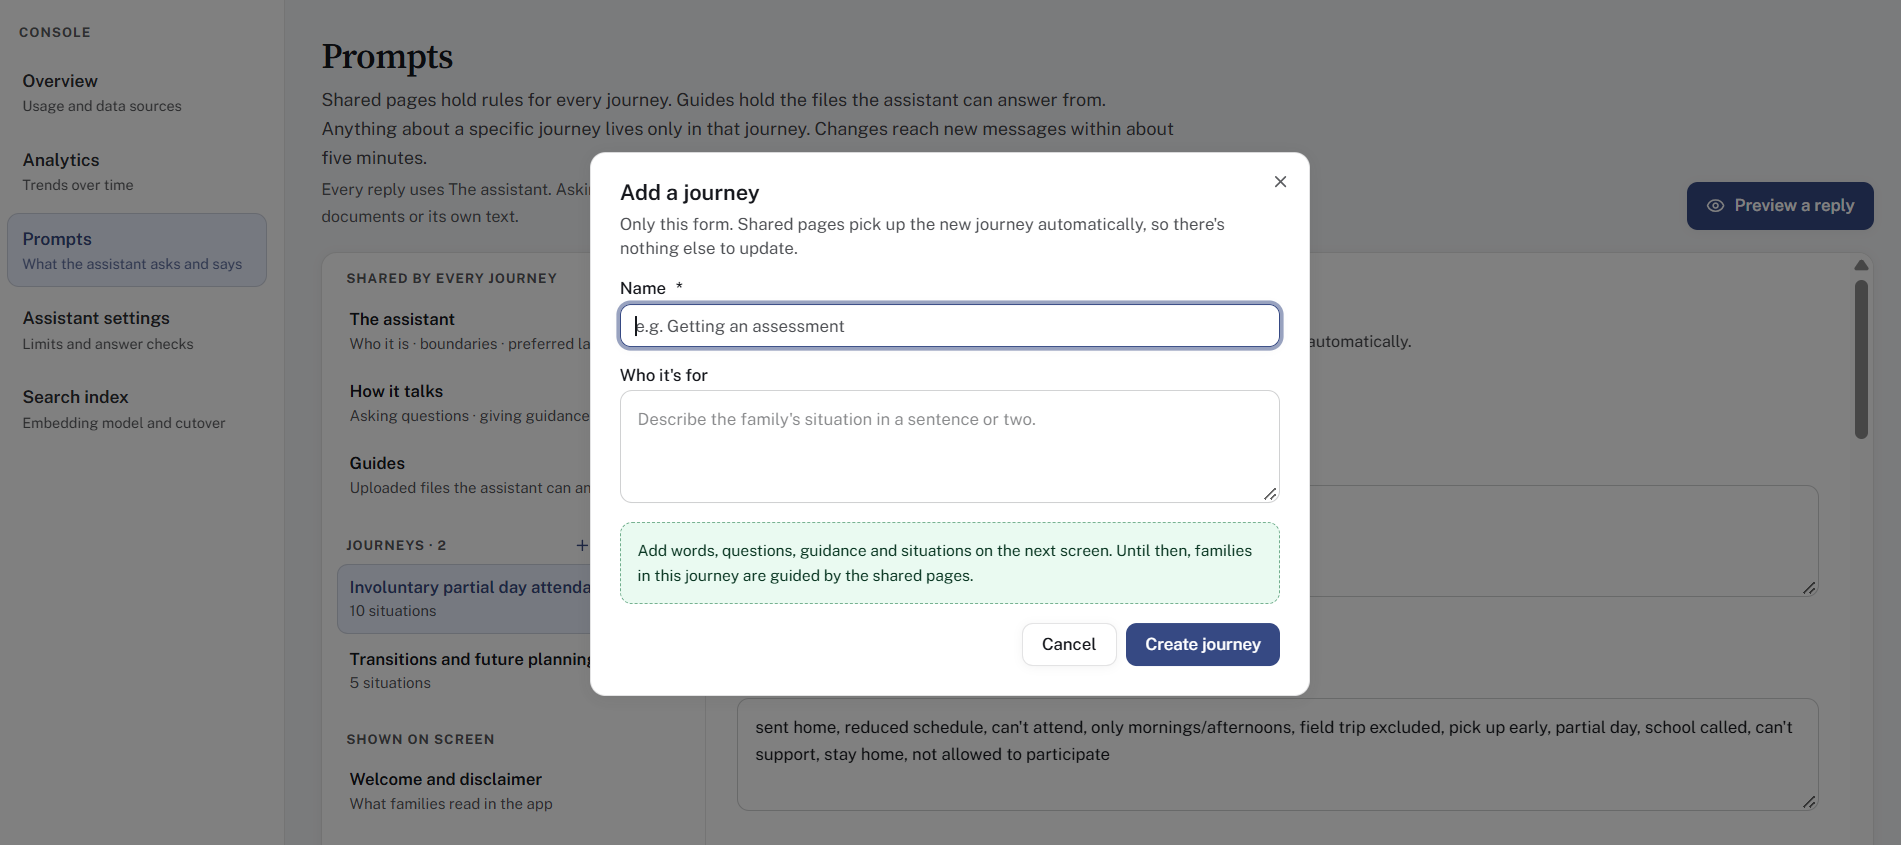 CONSOLE
Overview
Usage and data sources
Analytics
Trends over time
Prompts
What the assistant asks and says
Assistant settings
Limits and answer checks
Search index
Embedding model and cutover
Prompts
Shared pages hold rules for every journey. Guides hold the files the assistant can answer from.
Anything about a specific journey lives only in that journey. Changes reach new messages within about
five minutes.
Every reply uses The assistant.
documents or its own text.
Preview a reply
SHARED BY EVERY JOURNEY
The assistant
Who it is · boundaries · preferred
How it talks
Asking questions · giving guidance
Guides
Uploaded files the assistant can
JOURNEYS · 2
+
Involuntary partial day
10 situations
Transitions and future planning
5 situations
SHOWN ON SCREEN
Welcome and disclaimer
What families read in the app
Add a journey
Only this form. Shared pages pick up the new journey automatically, so there's
nothing else to update.
Name *
e.g. Getting an assessment
Who it's for
Describe the family's situation in a sentence or two.
Add words, questions, guidance and situations on the next screen. Until then, families
in this journey are guided by the shared pages.
Cancel
Create journey
automatically.
sent home, reduced schedule, can't attend, only mornings/afternoons, field trip excluded, pick up early, partial day, school called, can't
support, stay home, not allowed to participate